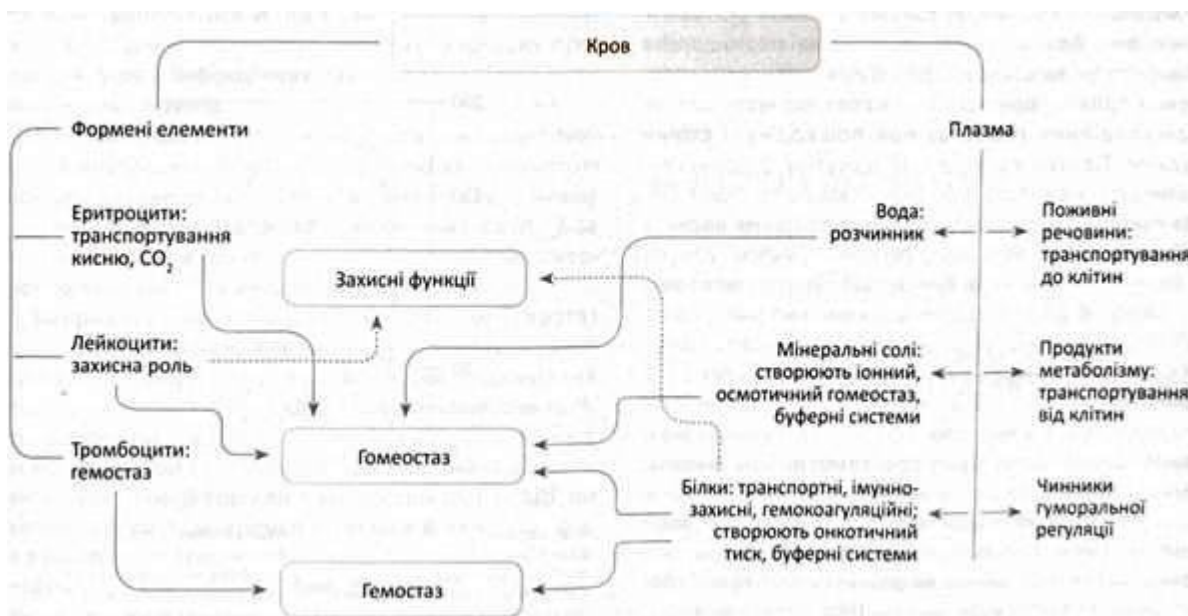 Кров
Формені елементи
Плазма
Еритроцити:
транспортування
кисню, CO₂
Захисні функції
Вода:
розчинник
Поживні
речовини:
транспортування
до клітин
Лейкоцити:
захисна роль
Мінеральні солі:
створюють іонний,
осмотичний гомеостаз,
буферні системи
Продукти
метаболізму:
транспортування
від клітин
Гомеостаз
Тромбоцити:
гемостаз
Білки: транспортні, імунно-
захисні, гемокоагуляційні;
створюють онкотичний
тиск, буферні системи
Чинники
гуморальної
регуляції
Гемостаз